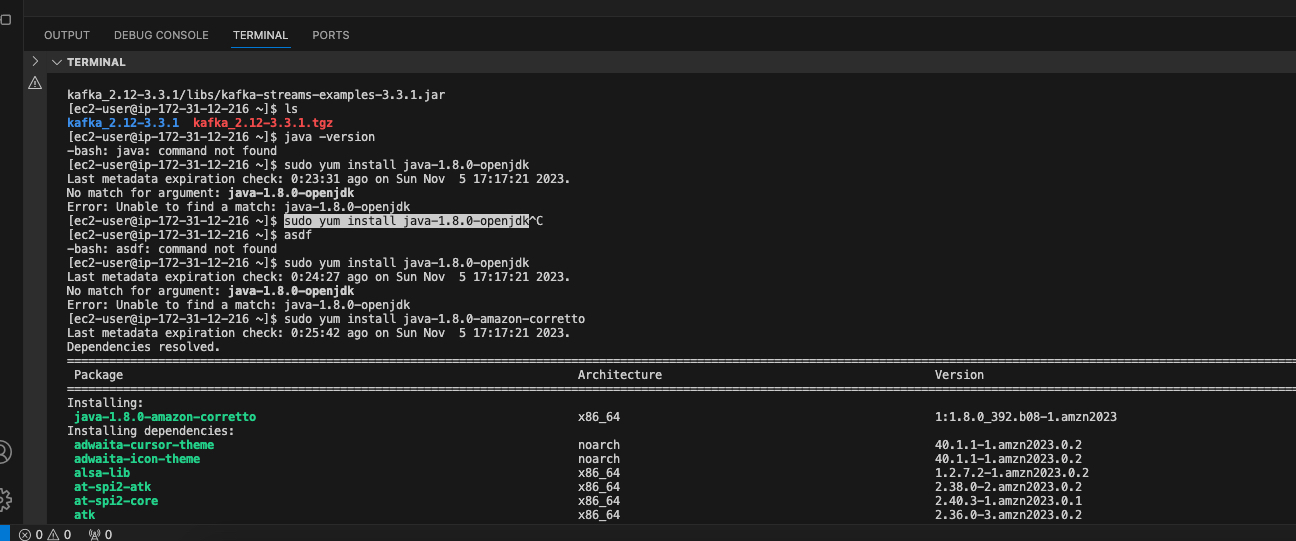 OUTPUT DEBUG CONSOLE TERMINAL PORTS
TERMINAL
kafka_2.12-3.3.1/libs/kafka-streams-examples-3.3.1.jar
[ec2-user@ip-172-31-12-216 ~]$ ls
kafka_2.12-3.3.1 kafka_2.12-3.3.1.tgz
[ec2-user@ip-172-31-12-216 ~]$ java -version
-bash: java: command not found
[ec2-user@ip-172-31-12-216 ~]$ sudo yum install java-1.8.0-openjdk
Last metadata expiration check: 0:23:31 ago on Sun Nov  5 17:17:21 2023.
No match for argument: java-1.8.0-openjdk
Error: Unable to find a match: java-1.8.0-openjdk
[ec2-user@ip-172-31-12-216 ~]$ sudo yum install java-1.8.0-openjdk^C
[ec2-user@ip-172-31-12-216 ~]$ asdf
-bash: asdf: command not found
[ec2-user@ip-172-31-12-216 ~]$ sudo yum install java-1.8.0-openjdk
Last metadata expiration check: 0:24:27 ago on Sun Nov  5 17:17:21 2023.
No match for argument: java-1.8.0-openjdk
Error: Unable to find a match: java-1.8.0-openjdk
[ec2-user@ip-172-31-12-216 ~]$ sudo yum install java-1.8.0-amazon-corretto
Last metadata expiration check: 0:25:42 ago on Sun Nov  5 17:17:21 2023.
Dependencies resolved.
Package Architecture Version
Installing:
java-1.8.0-amazon-corretto x86_64 1:1.8.0_392.b08-1.amzn2023
Installing dependencies:
adwaita-cursor-theme noarch 40.1.1-1.amzn2023.0.2
adwaita-icon-theme noarch 40.1.1-1.amzn2023.0.2
alsa-lib x86_64 1.2.7.2-1.amzn2023.0.2
at-spi2-atk x86_64 2.38.0-2.amzn2023.0.2
at-spi2-core x86_64 2.40.3-1.amzn2023.0.1
atk x86_64 2.36.0-3.amzn2023.0.2
0 0 0